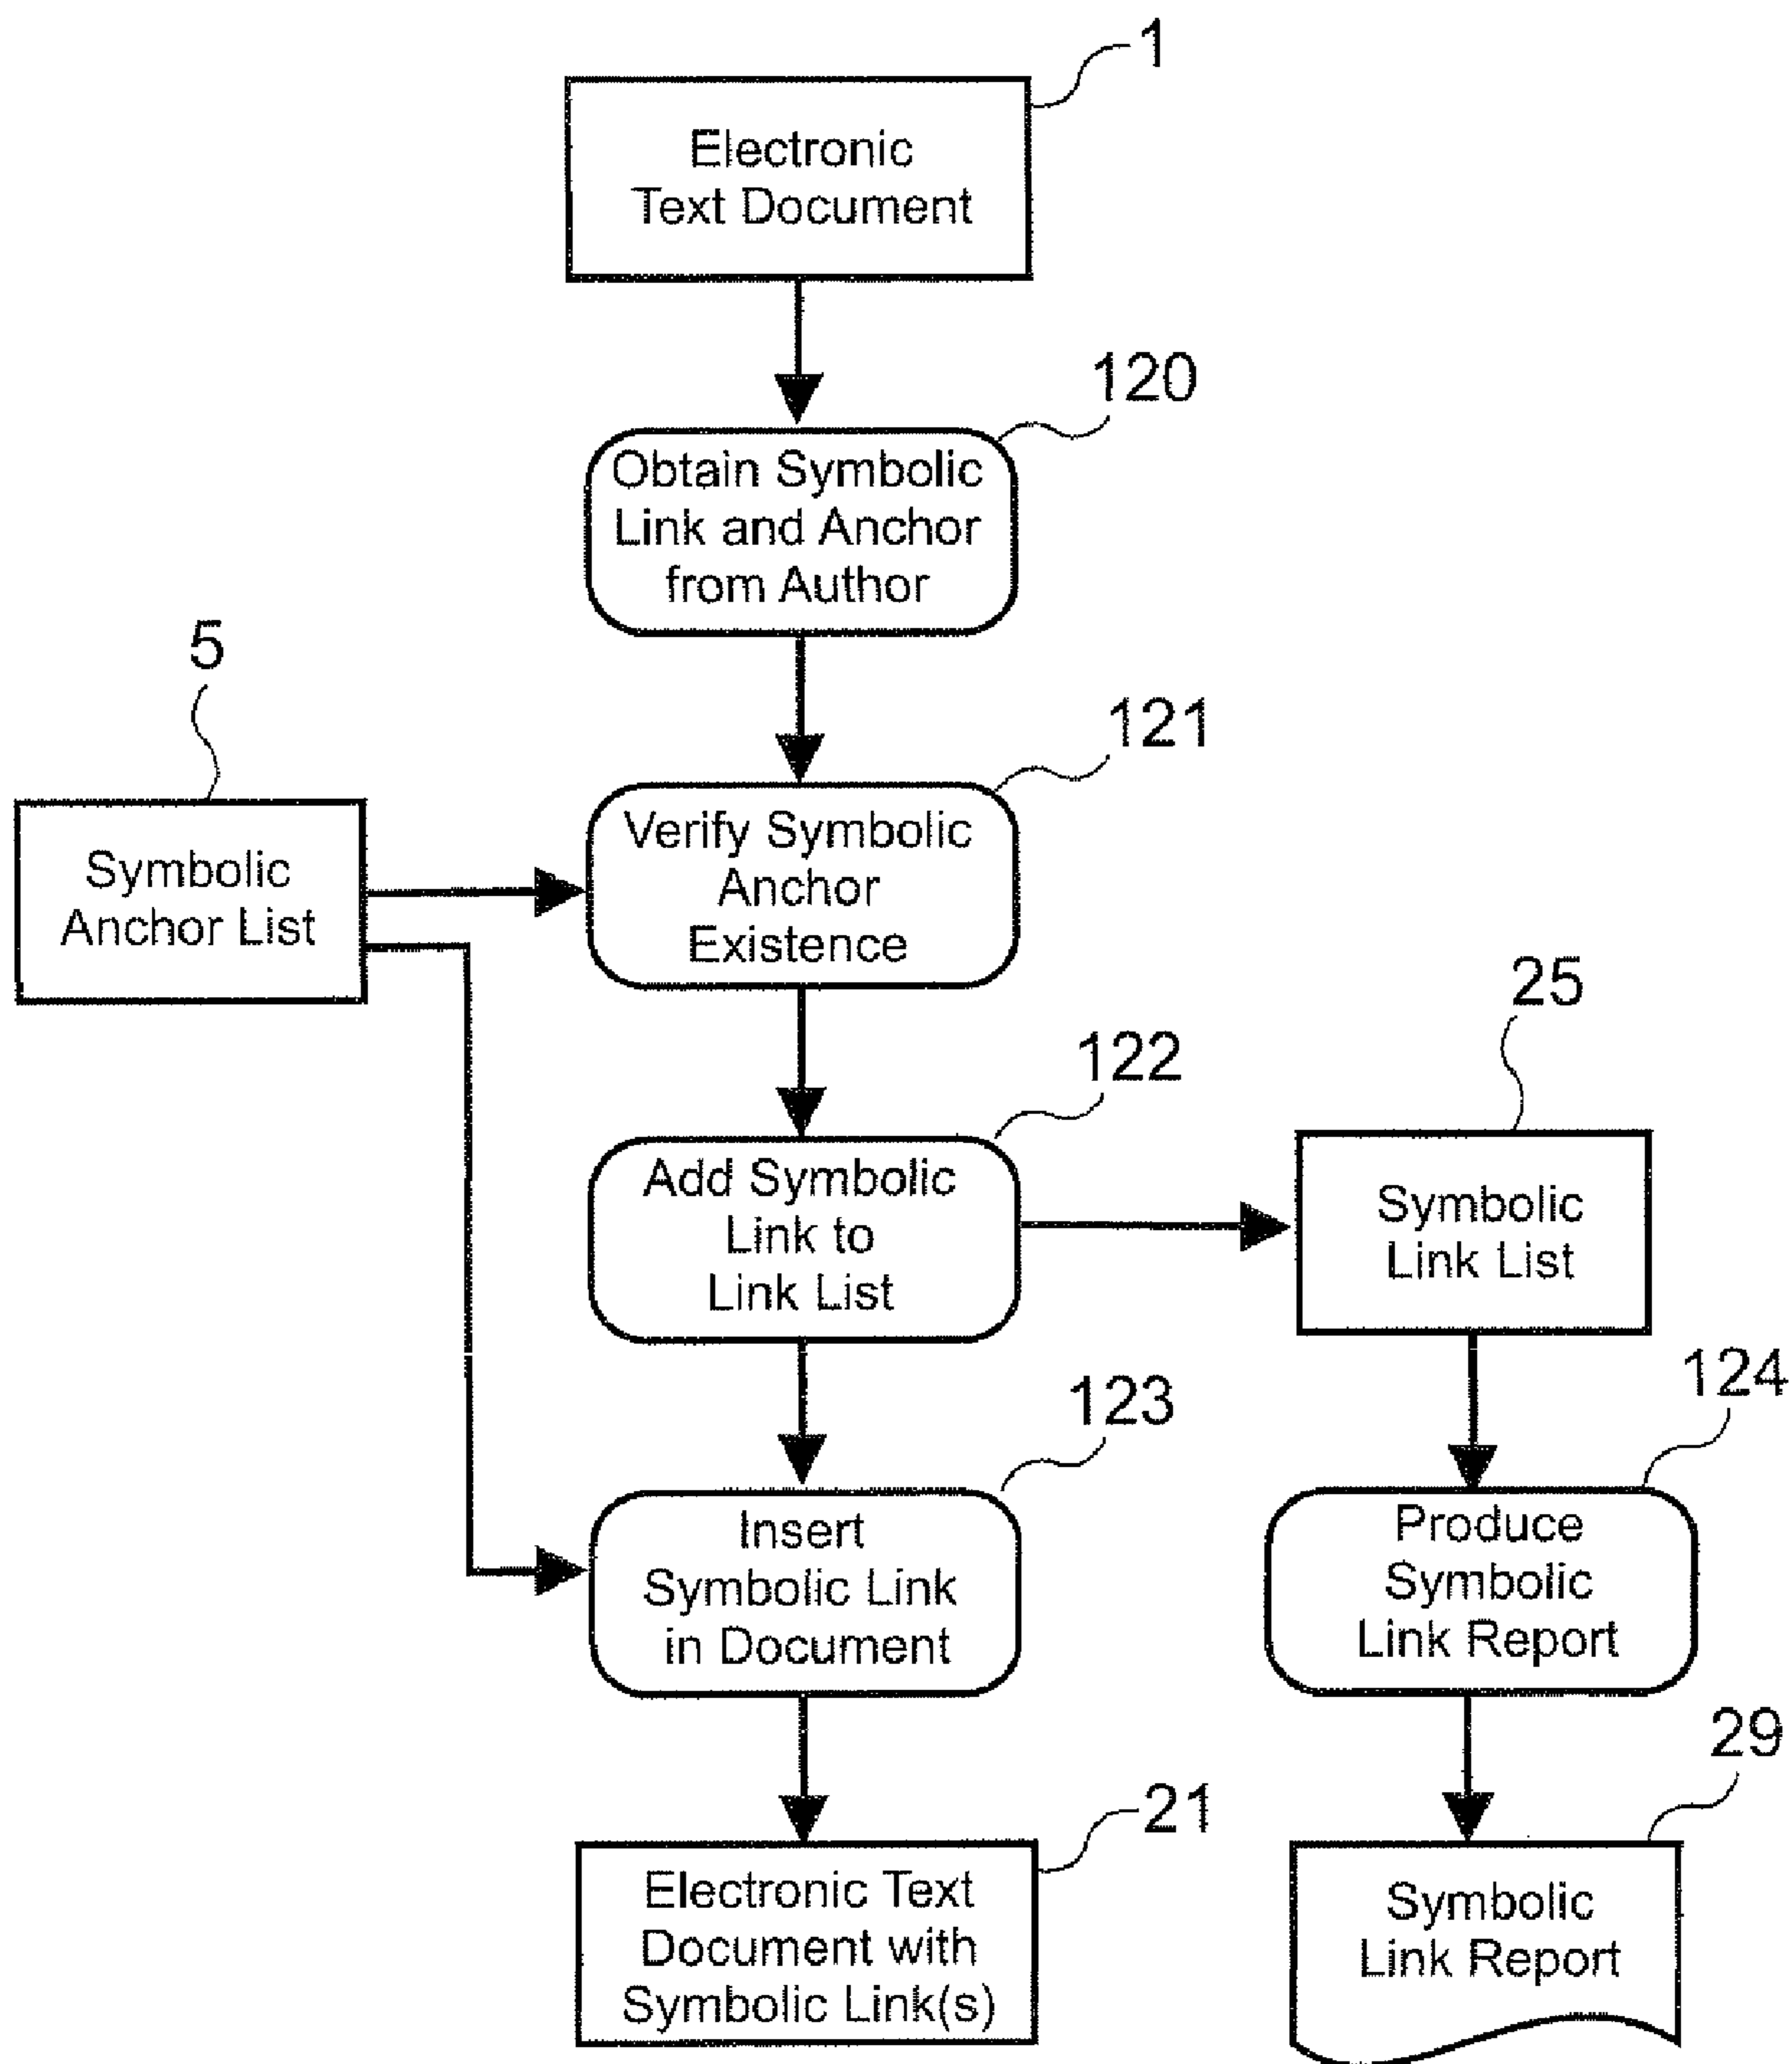 1
Electronic
Text Document
120
Obtain Symbolic
Link and Anchor
from Author
5
121
Symbolic
Anchor List
Verify Symbolic
Anchor
Existence
25
122
Add Symbolic
Link to
Link List
Symbolic
Link List
123
124
Insert
Symbolic Link
in Document
Produce
Symbolic
Link Report
21
29
Electronic Text
Document with
Symbolic Link(s)
Symbolic
Link Report